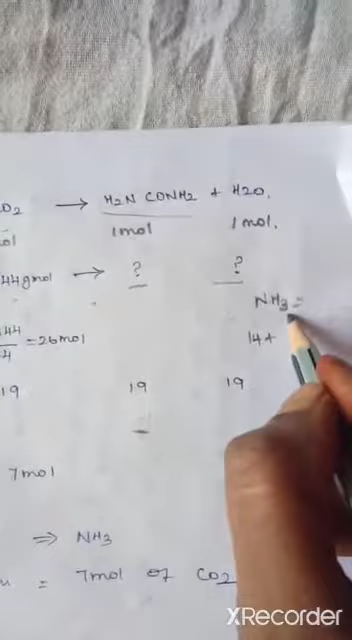 O2 → H2N CONH2 + H2O.
ol 1mol 1mol.
44gmol → ? ?
NH3 =
144/4 = 26mol 14+
19 19 19
7mol
⇒ NH3
= 7mol of CO2
XRecorder